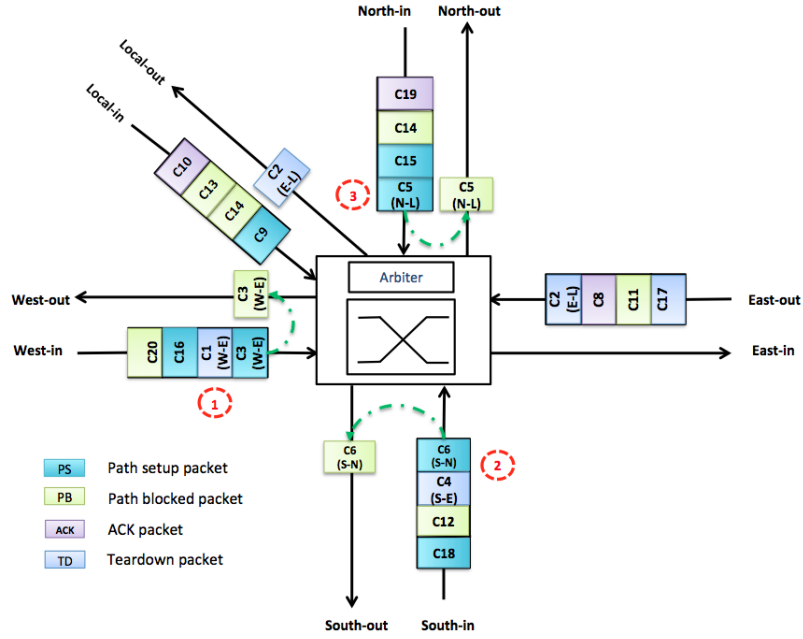 North-in
North-out
Local-out
Local-in
C19
C14
C15
C5
(N-L)
C5
(N-L)
3
C2
(E-L)
C10
C13
C14
C9
Arbiter
West-out
C3
(W-E)
C2
(E-L)
C8
C11
C17
East-out
West-in
C20
C16
C1
(W-E)
C3
(W-E)
East-in
1
C6
(S-N)
C6
(S-N)
2
C4
(S-E)
C12
C18
PS Path setup packet
PB Path blocked packet
ACK ACK packet
TD Teardown packet
South-out
South-in